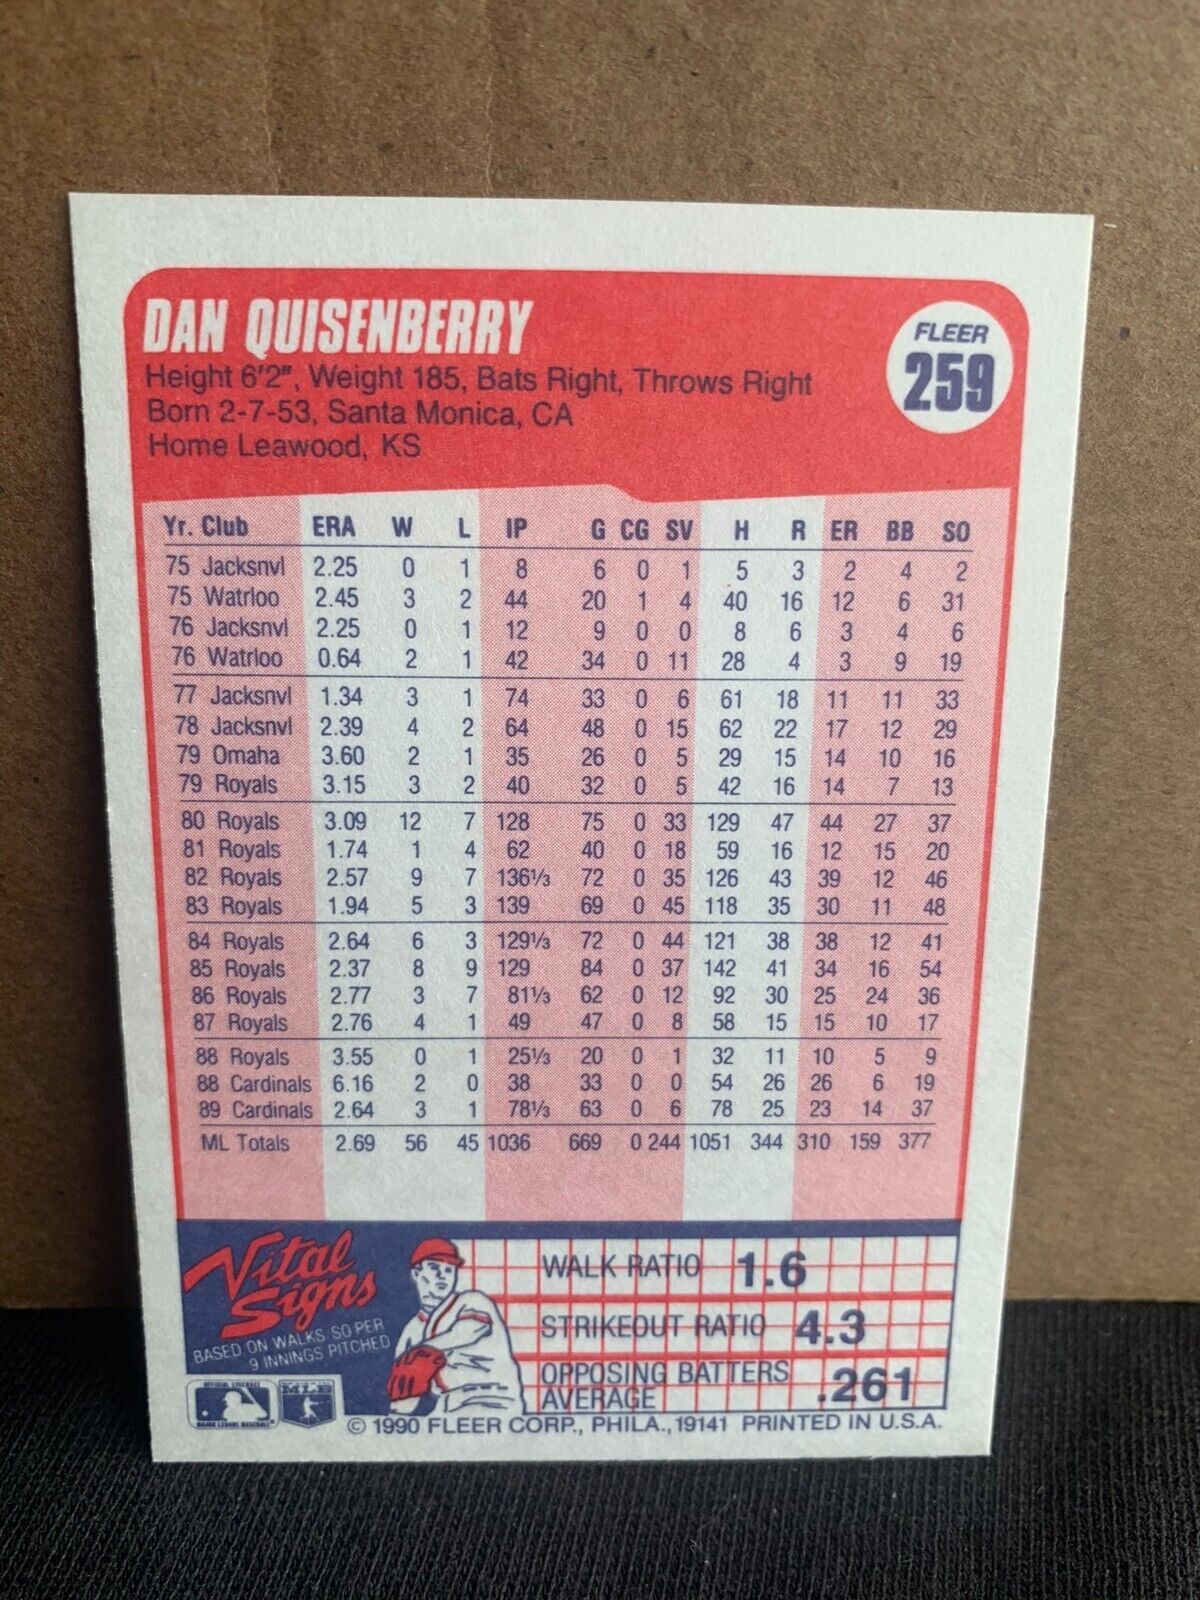 DAN QUISENBERRY
Height 6'2", Weight 185, Bats Right, Throws Right
Born 2-7-53, Santa Monica, CA
Home Leawood, KS
FLEER
259
Yr. Club ERA W L IP G CG SV H R ER BB SO
75 Jacksnvl 2.25 0 1 8 6 0 1 5 3 2 4 2
75 Watrloo 2.45 3 2 44 20 1 4 40 16 12 6 31
76 Jacksnvl 2.25 0 1 12 9 0 0 8 6 3 4 6
76 Watrloo 0.64 2 1 42 34 0 11 28 4 3 9 19
77 Jacksnvl 1.34 3 1 74 33 0 6 61 18 11 11 33
78 Jacksnvl 2.39 4 2 64 48 0 15 62 22 17 12 29
79 Omaha 3.60 2 1 35 26 0 5 29 15 14 10 16
79 Royals 3.15 3 2 40 32 0 5 42 16 14 7 13
80 Royals 3.09 12 7 128 75 0 33 129 47 44 27 37
81 Royals 1.74 1 4 62 40 0 18 59 16 12 15 20
82 Royals 2.57 9 7 136⅓ 72 0 35 126 43 39 12 46
83 Royals 1.94 5 3 139 69 0 45 118 35 30 11 48
84 Royals 2.64 6 3 129⅓ 72 0 44 121 38 38 12 41
85 Royals 2.37 8 9 129 84 0 37 142 41 34 16 54
86 Royals 2.77 3 7 81⅓ 62 0 12 92 30 25 24 36
87 Royals 2.76 4 1 49 47 0 8 58 15 15 10 17
88 Royals 3.55 0 1 25⅓ 20 0 1 32 11 10 5 9
88 Cardinals 6.16 2 0 38 33 0 0 54 26 26 6 19
89 Cardinals 2.64 3 1 78⅓ 63 0 6 78 25 23 14 37
ML Totals 2.69 56 45 1036 669 0 244 1051 344 310 159 377
Vital
Signs
BASED ON WALKS-SO PER
9 INNINGS PITCHED
WALK RATIO 1.6
STRIKEOUT RATIO 4.3
OPPOSING BATTERS
AVERAGE .261
OFFICIAL LICENSEE
MAJOR LEAGUE BASEBALL
MLB
© 1990 FLEER CORP., PHILA., 19141 PRINTED IN U.S.A.